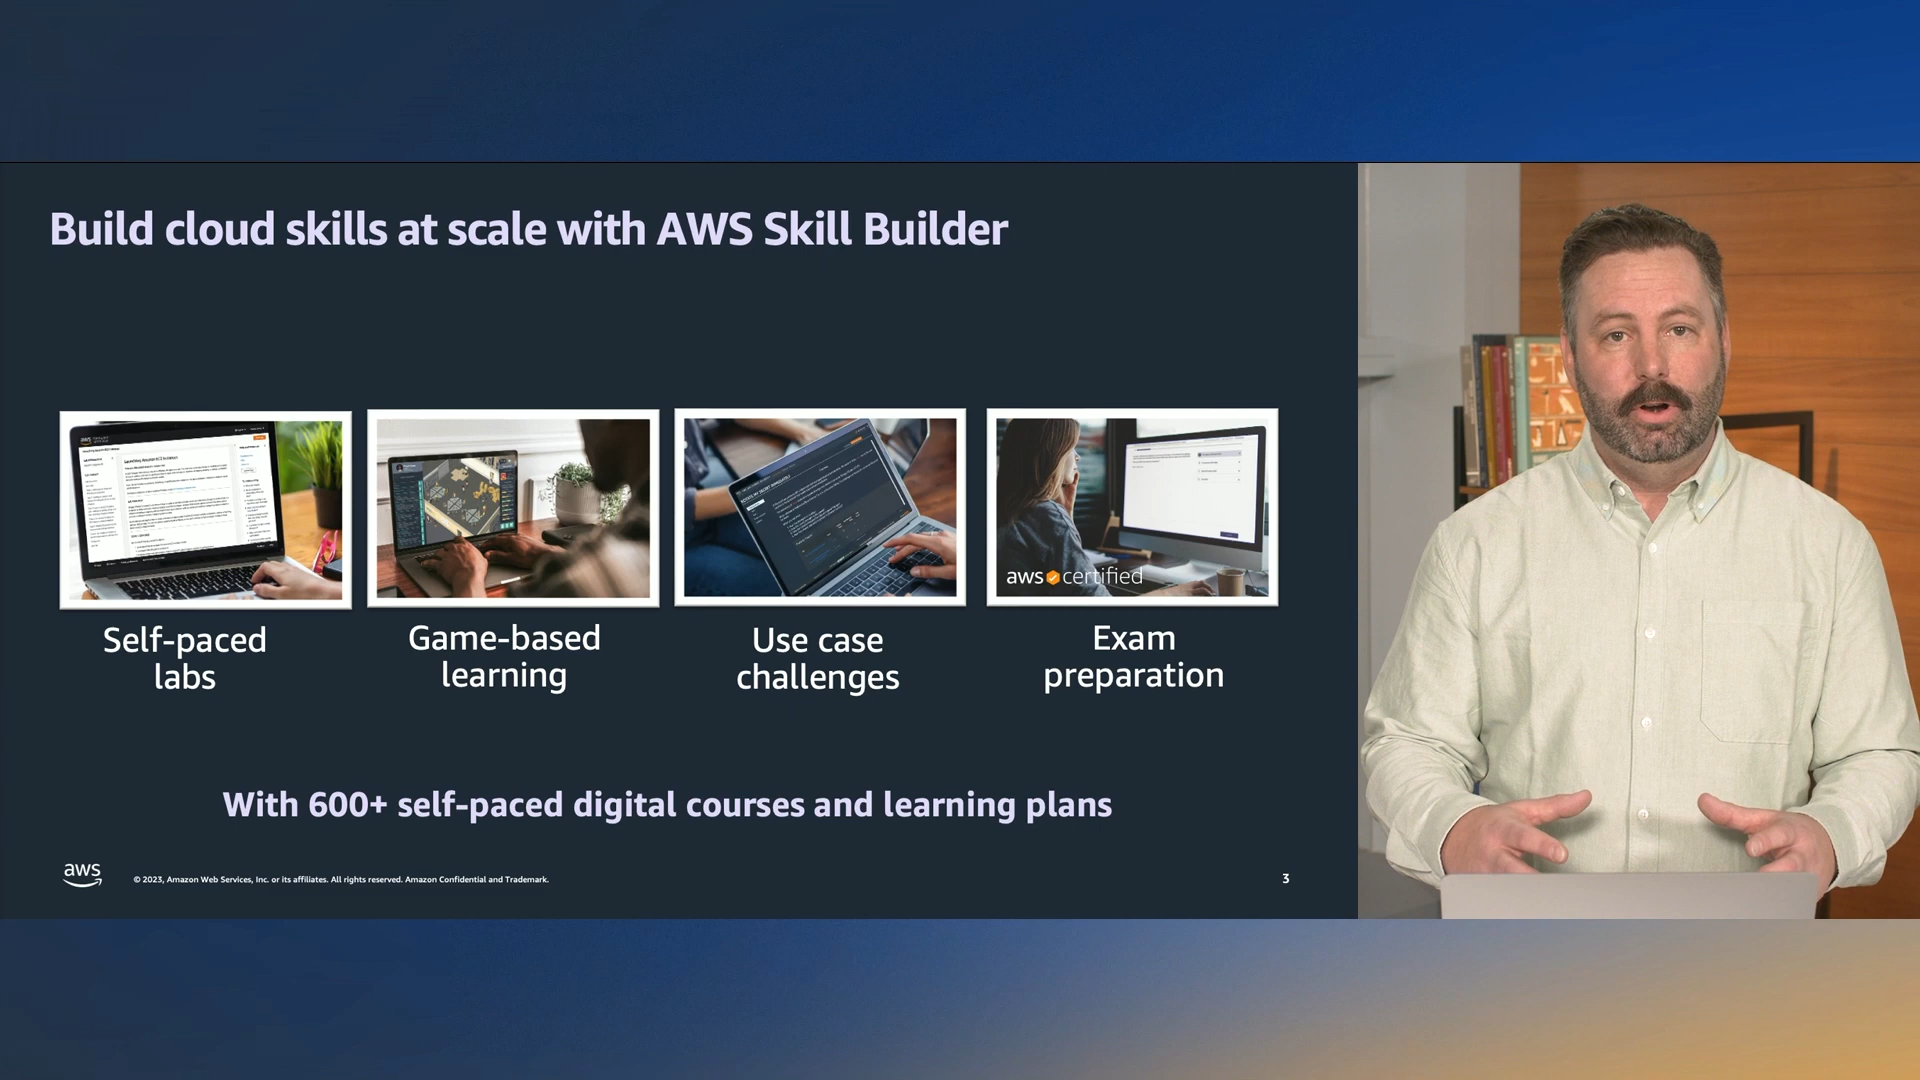 Build cloud skills at scale with AWS Skill Builder
aws certified
Self-paced
labs
Game-based
learning
Use case
challenges
Exam
preparation
With 600+ self-paced digital courses and learning plans
aws
© 2023, Amazon Web Services, Inc. or its affiliates. All rights reserved. Amazon Confidential and Trademark.
3